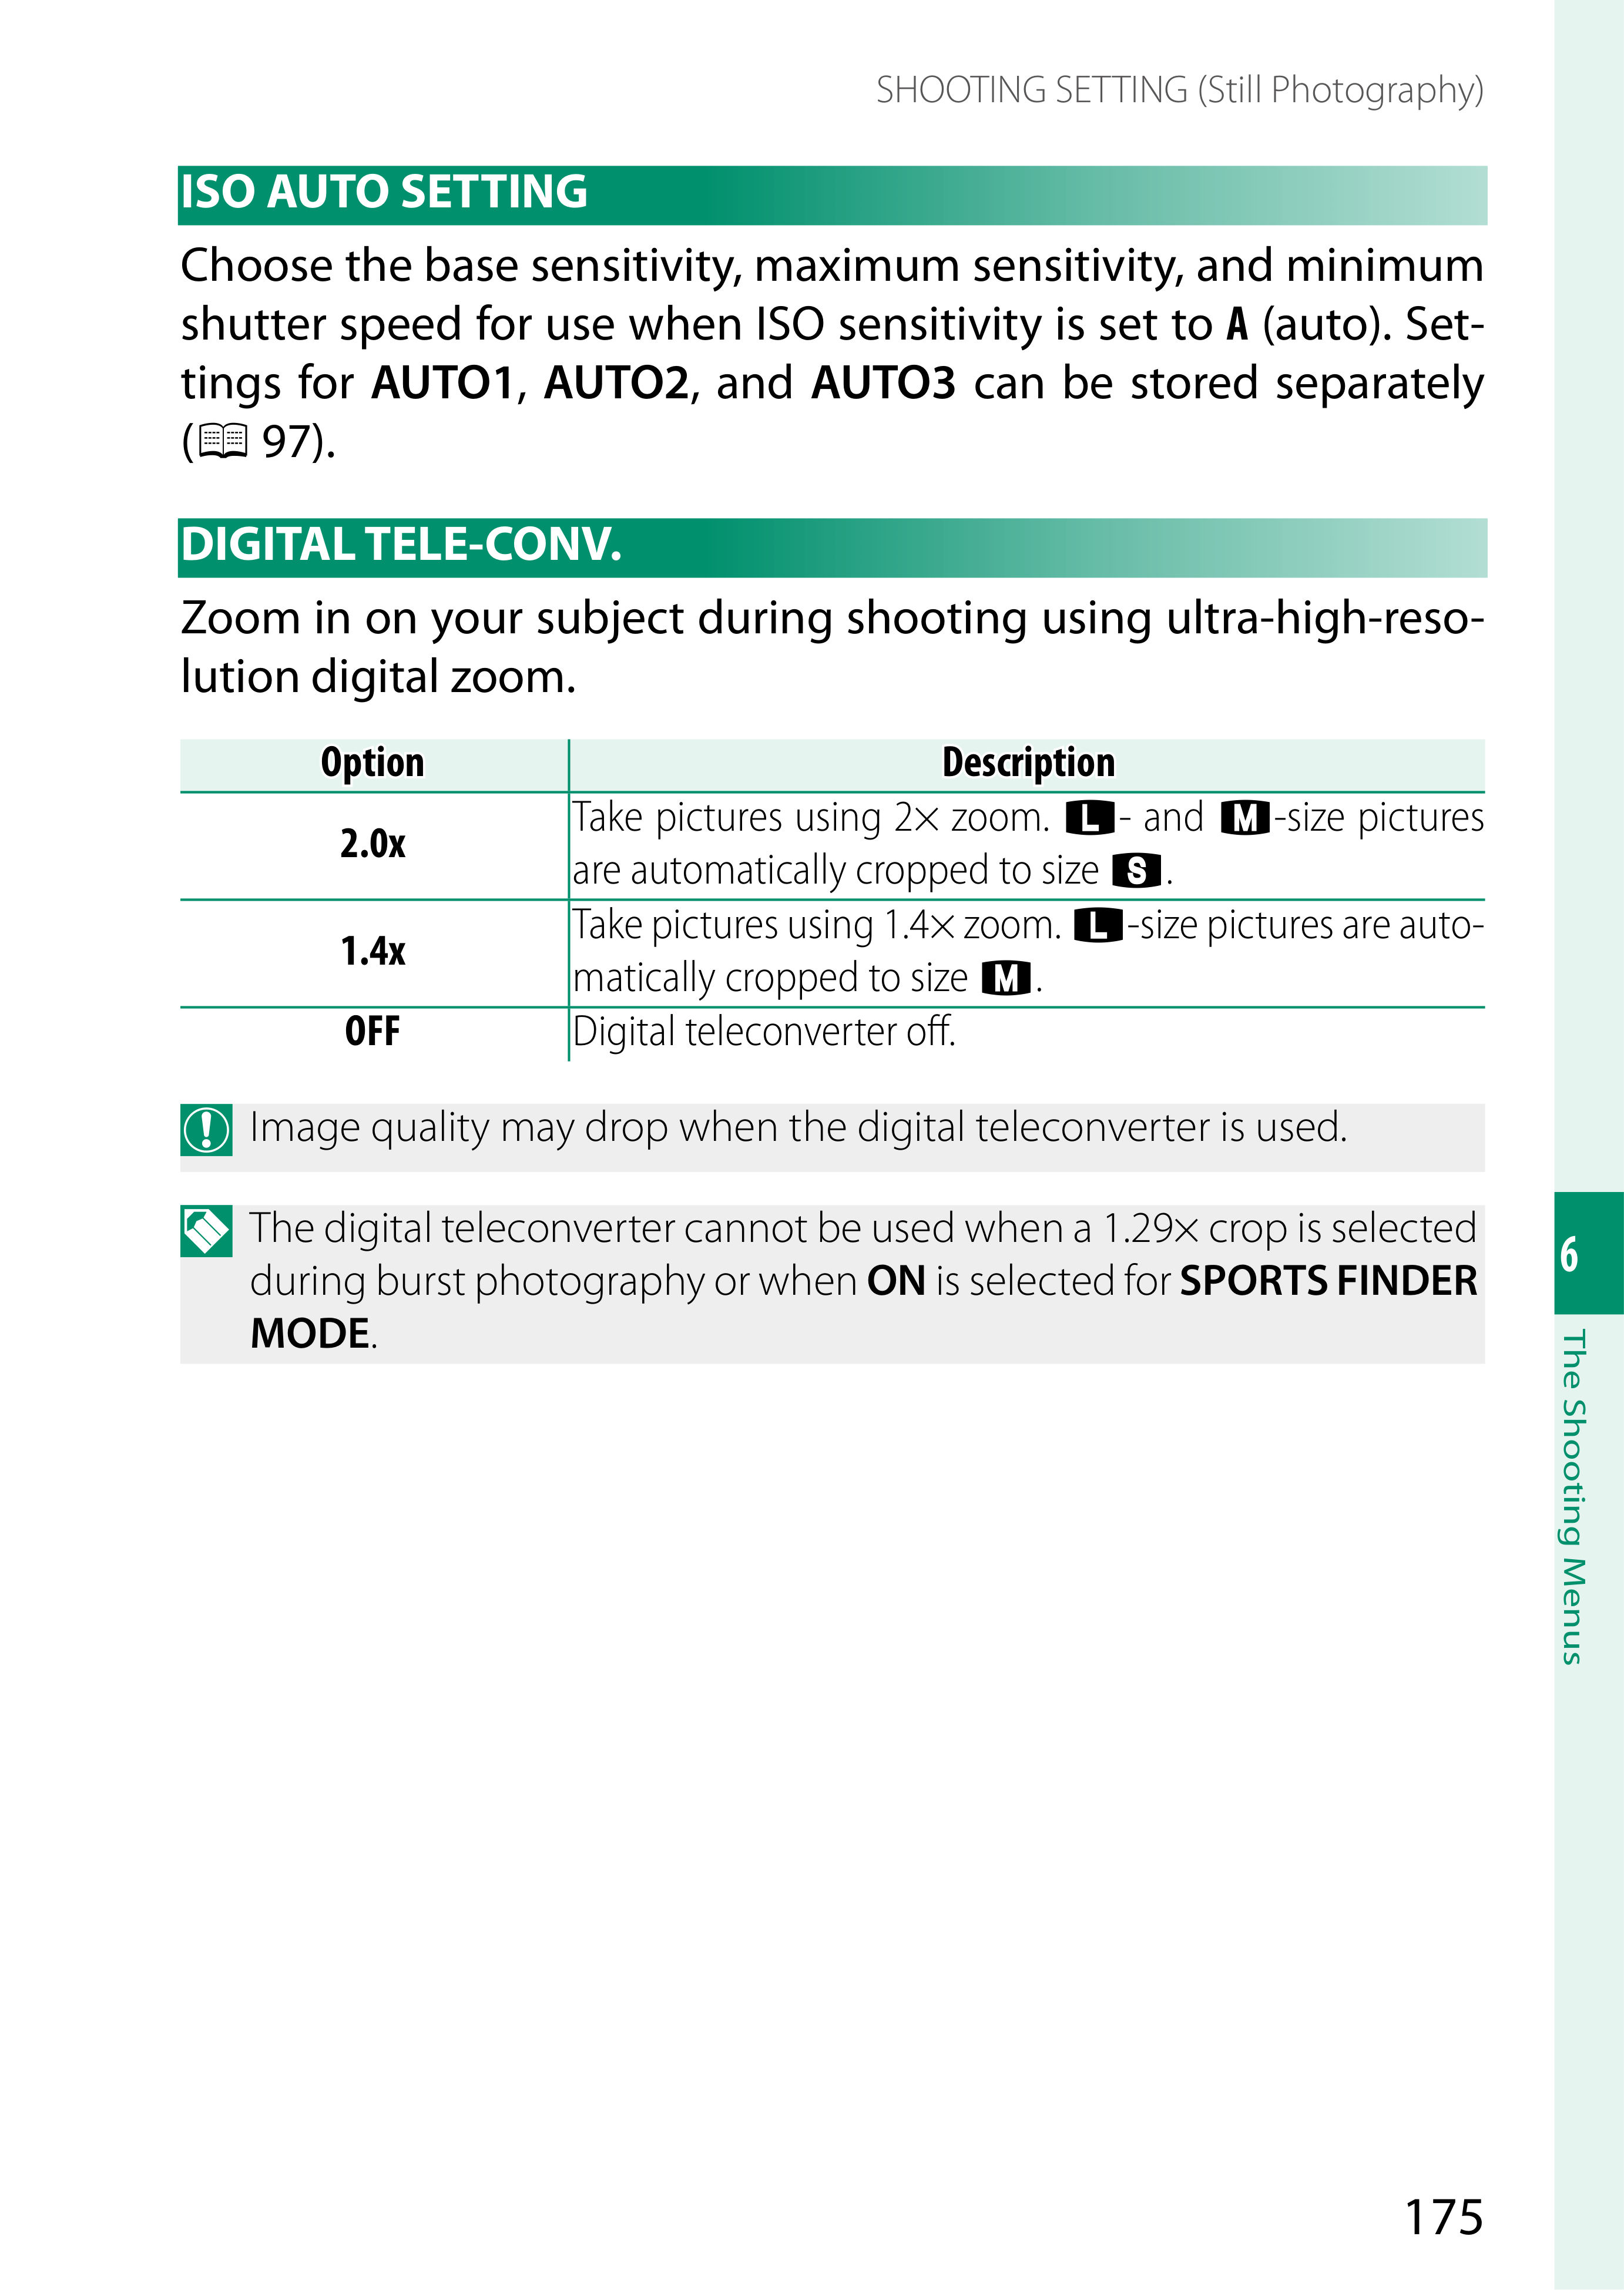 SHOOTING SETTING (Still Photography)
ISO AUTO SETTING
Choose the base sensitivity, maximum sensitivity, and minimum
shutter speed for use when ISO sensitivity is set to A (auto). Set-
tings for AUTO1, AUTO2, and AUTO3 can be stored separately
(📖 97).
DIGITAL TELE-CONV.
Zoom in on your subject during shooting using ultra-high-reso-
lution digital zoom.
Option Description
2.0x
Take pictures using 2× zoom. L- and M-size pictures
are automatically cropped to size S.
1.4x
Take pictures using 1.4× zoom. L-size pictures are auto-
matically cropped to size M.
OFF Digital teleconverter off.
Image quality may drop when the digital teleconverter is used.
The digital teleconverter cannot be used when a 1.29× crop is selected
during burst photography or when ON is selected for SPORTS FINDER
MODE.
6
The Shooting Menus
175